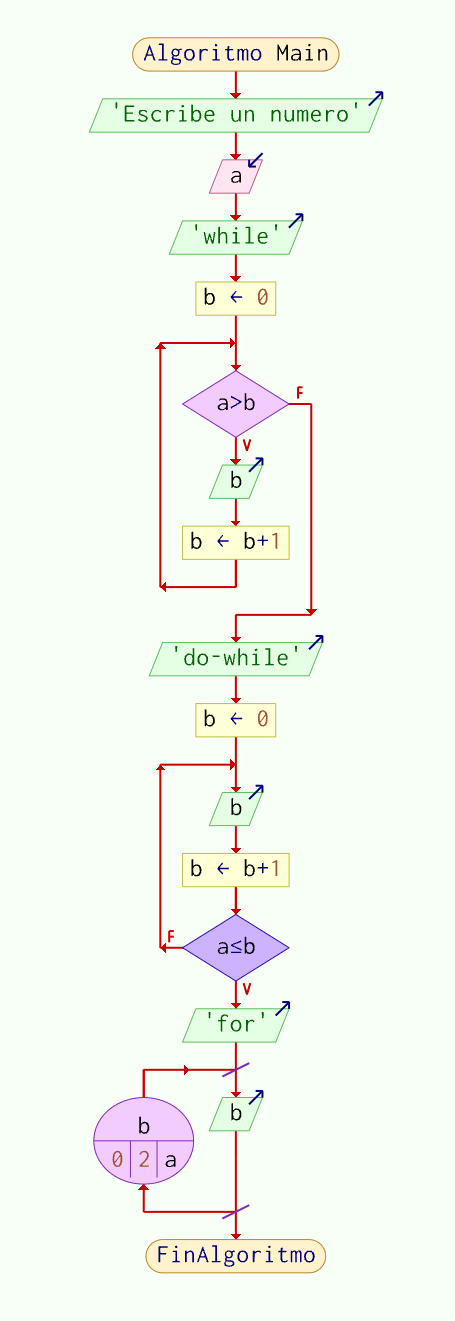 Algoritmo Main
'Escribe un numero'
a
'while'
b ← 0
a>b
F
V
b
b ← b+1
'do-while'
b ← 0
b
b ← b+1
F
a≤b
V
'for'
b
b
0 2 a
FinAlgoritmo